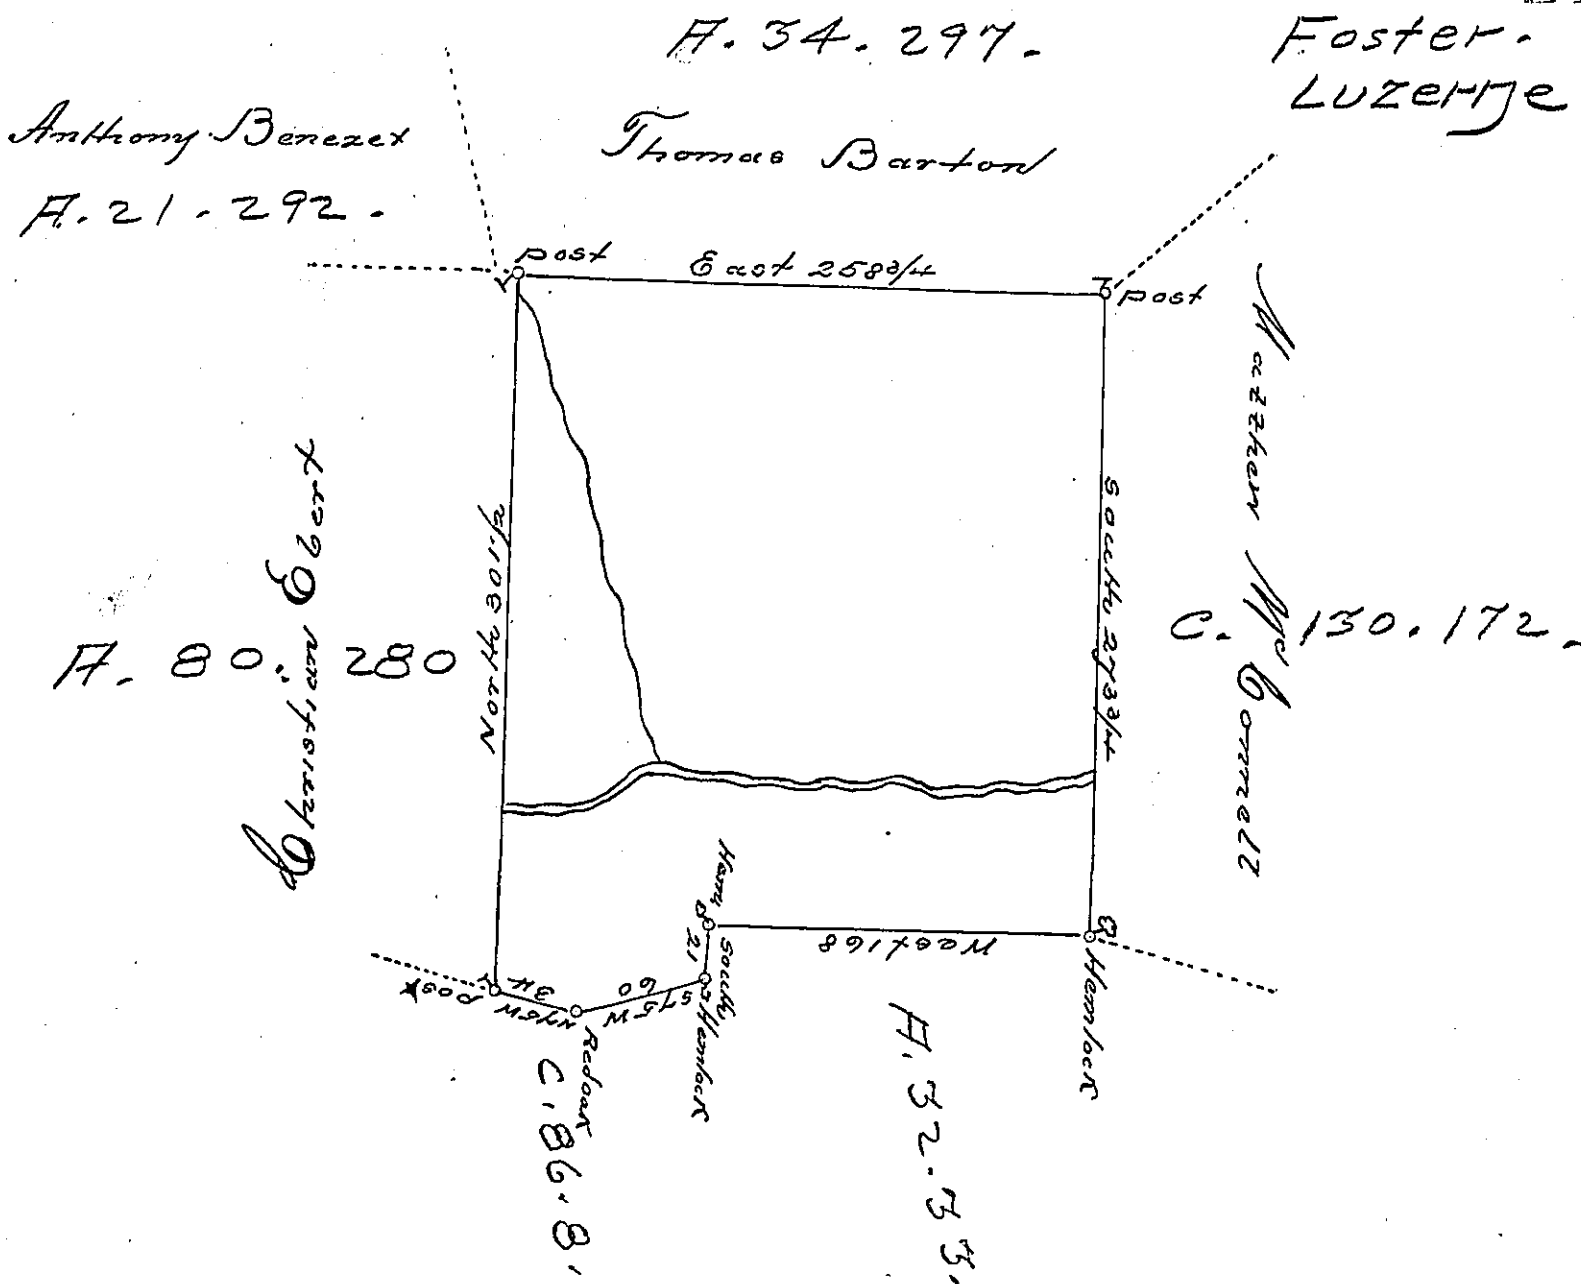 A. 34. 297.
Foster.
Luzerne
Anthony Benezet
A. 21. 292.
Thomas Barton
post
East 258 3/4
post
Christian Ebert
A. 80. 280
North 301 1/2
South 273 3/4
Matthew McConnell
C. 130. 172.
Hem
South
21
West 168
Hemlock
post
N75W
34
S75W
60
Hemlock
Redoak
C. 86. 8.
A. 32. 33.